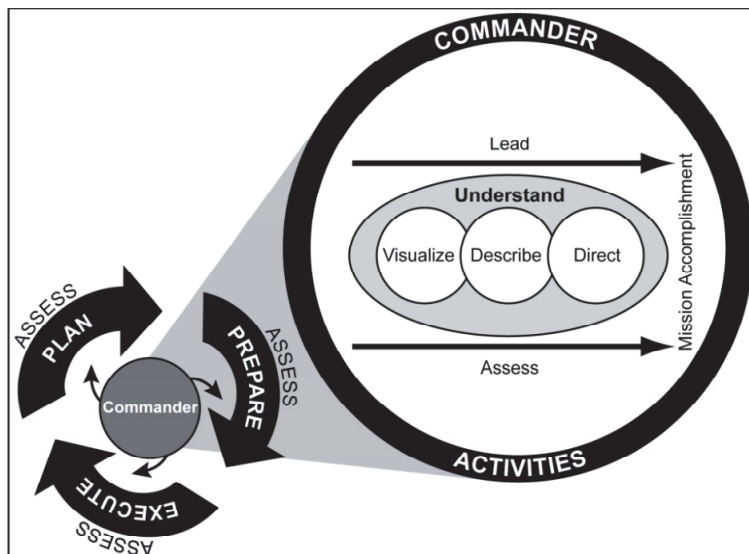 COMMANDER
Lead
Understand
Visualize Describe Direct
Mission Accomplishment
Assess
ACTIVITIES
ASSESS
PLAN
ASSESS
PREPARE
Commander
EXECUTE
ASSESS